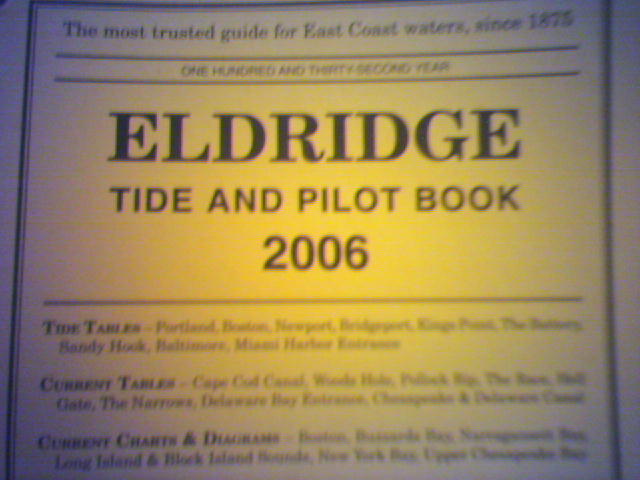 The most trusted guide for East Coast waters, since 1875
ONE HUNDRED AND THIRTY-SECOND YEAR
ELDRIDGE
TIDE AND PILOT BOOK
2006
TIDE TABLES – Portland, Boston, Newport, Bridgeport, Kings Point, The Battery,
Sandy Hook, Baltimore, Miami Harbor Entrance
CURRENT TABLES – Cape Cod Canal, Woods Hole, Pollock Rip, The Race, Hell
Gate, The Narrows, Delaware Bay Entrance, Chesapeake & Delaware Canal
CURRENT CHARTS & DIAGRAMS – Boston, Buzzards Bay, Narragansett Bay,
Long Island & Block Island Sounds, New York Bay, Upper Chesapeake Bay